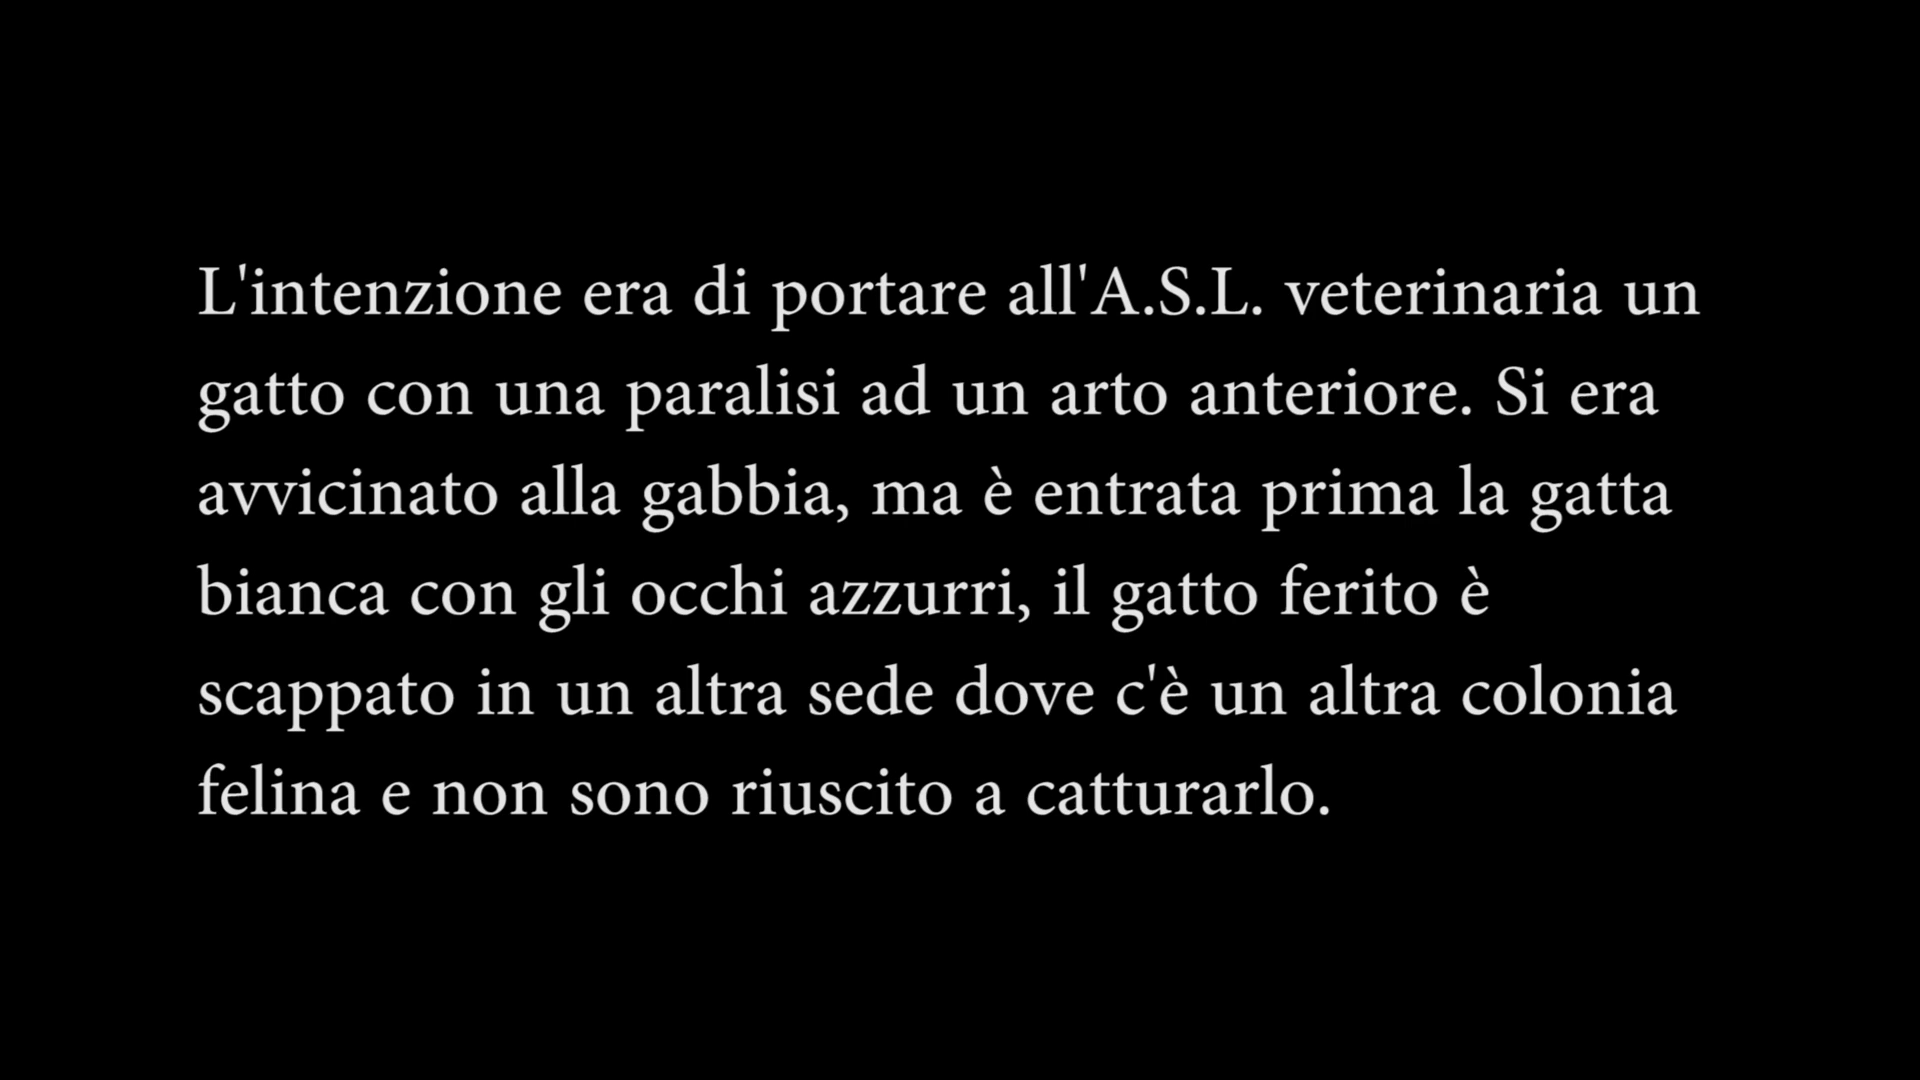 L'intenzione era di portare all'A.S.L. veterinaria un
gatto con una paralisi ad un arto anteriore. Si era
avvicinato alla gabbia, ma è entrata prima la gatta
bianca con gli occhi azzurri, il gatto ferito è
scappato in un altra sede dove c'è un altra colonia
felina e non sono riuscito a catturarlo.